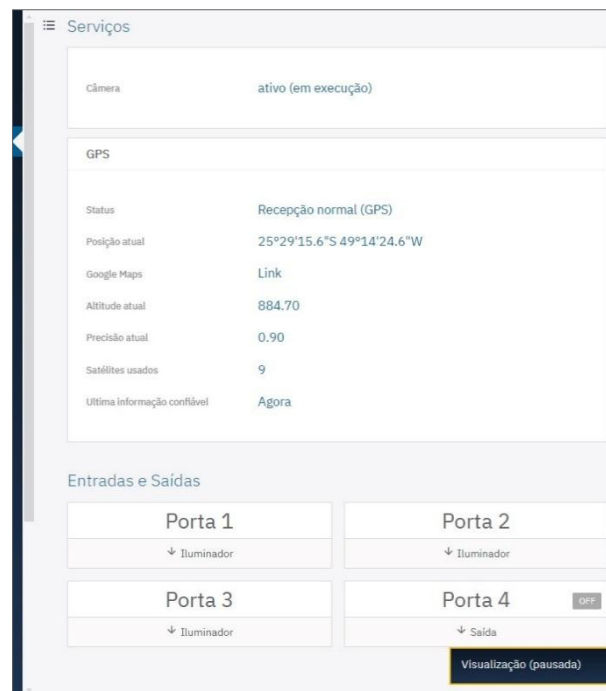 Serviços
Câmera ativo (em execução)
GPS
Status Recepção normal (GPS)
Posição atual 25°29'15.6"S 49°14'24.6"W
Google Maps Link
Altitude atual 884.70
Precisão atual 0.90
Satélites usados 9
Ultima informação confiável Agora
Entradas e Saídas
Porta 1 Porta 2
Iluminador Iluminador
Porta 3 Porta 4 OFF
Iluminador Saída
Visualização (pausada)